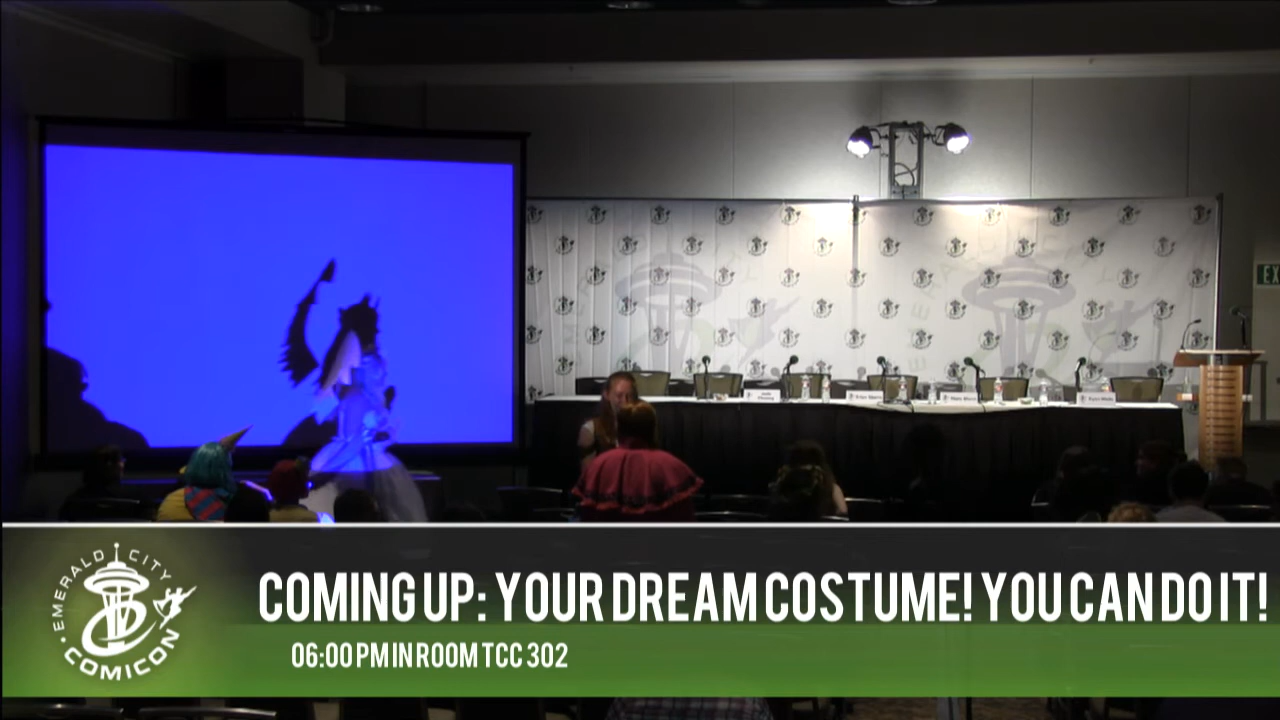 EX
EMERALD CITY
COMICON
COMING UP: YOUR DREAM COSTUME! YOU CAN DO IT!
06:00 PM IN ROOM TCC 302